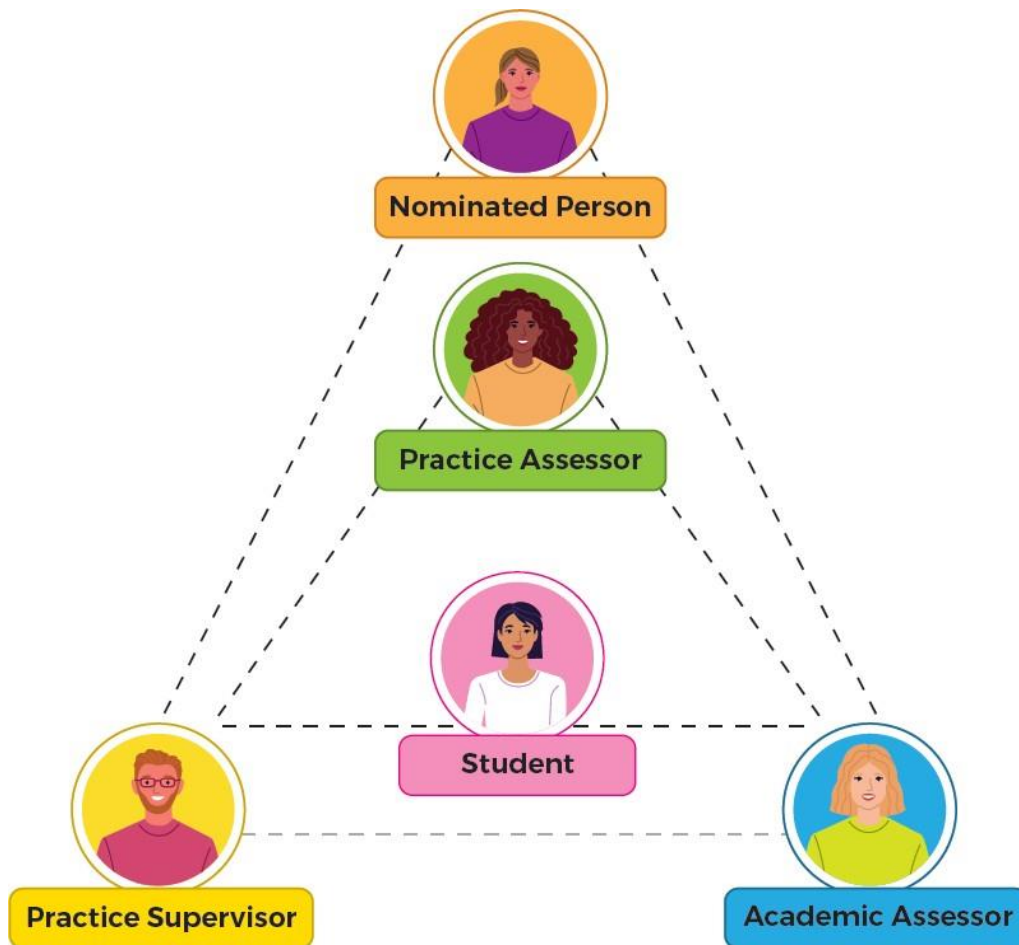 Nominated Person
Practice Assessor
Student
Practice Supervisor
Academic Assessor